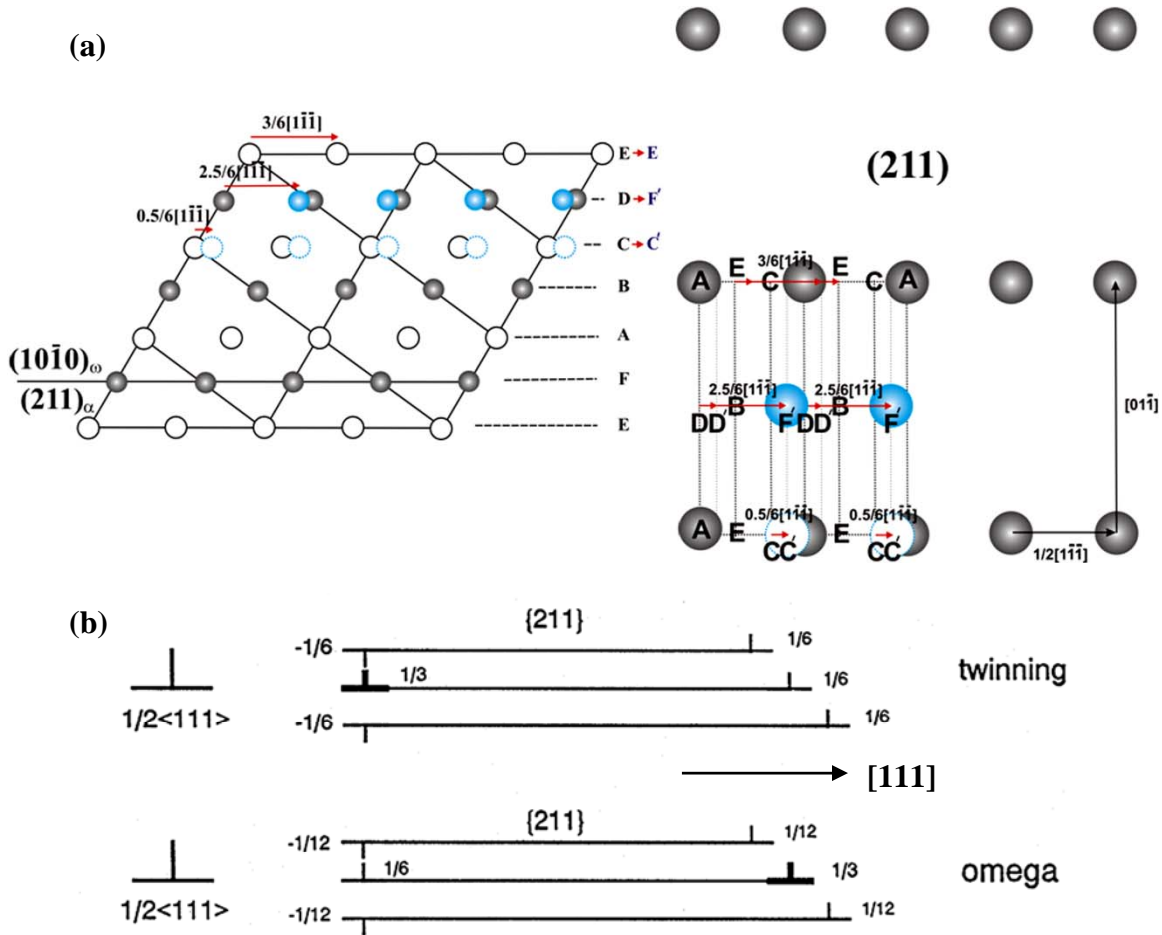 (a)
3/6[11̄1̄]
2.5/6[11̄1̄]
0.5/6[11̄1̄]
E → E
D → F′
C → C′
B
A
F
E
(101̄0)ω
(211)α
(211)
A E 3/6[11̄1̄] C E C A
2.5/6[11̄1̄] 2.5/6[11̄1̄]
D D′ B F′ D D′ B F′
0.5/6[11̄1̄] 0.5/6[11̄1̄]
A E C C′ E C C′
[011̄]
1/2[11̄1̄]
(b)
{211}
-1/6 1/6
1/3 1/6
twinning
1/2<111>
-1/6 1/6
[111]
{211}
-1/12 1/12
1/6 1/3
omega
1/2<111>
-1/12 1/12